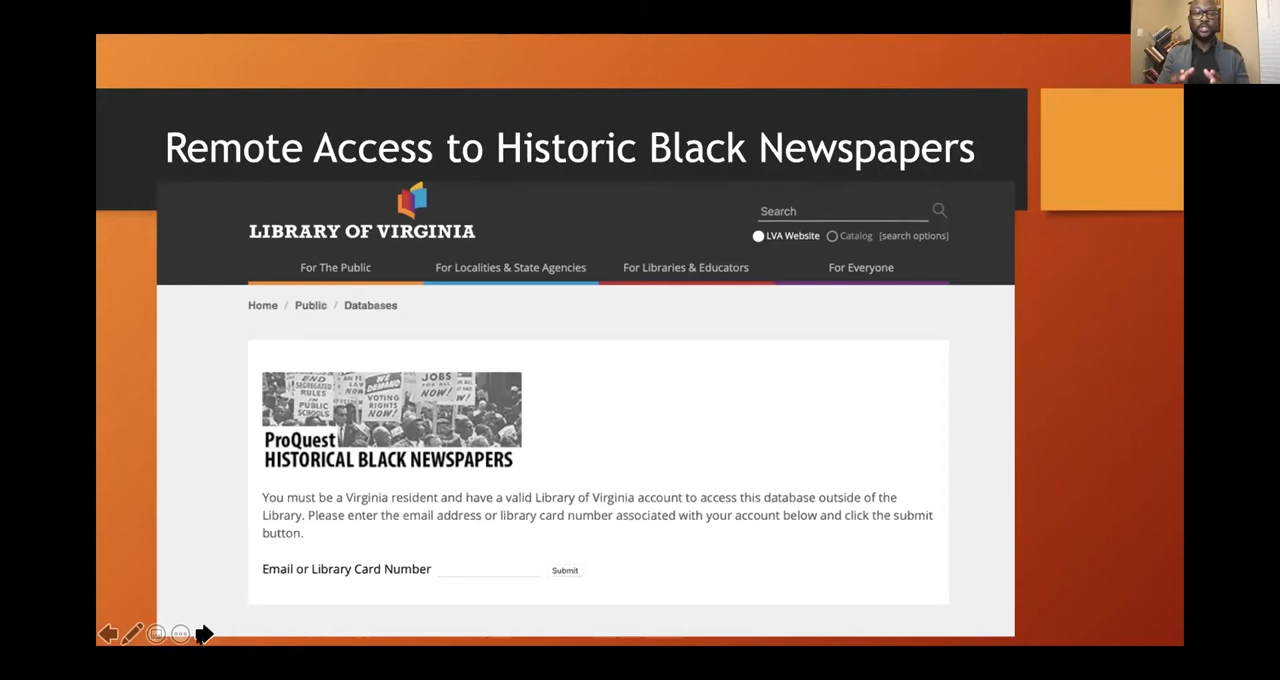 Remote Access to Historic Black Newspapers
LIBRARY OF VIRGINIA
Search
LVA Website Catalog [search options]
For The Public For Localities & State Agencies For Libraries & Educators For Everyone
Home / Public / Databases
END
SEGREGATED
RULES
IN
PUBLIC
SCHOOLS
LAW
NOW!
WE
DEMAND
VOTING
RIGHTS
NOW!
JOBS
FOR ALL
NOW!
ProQuest
HISTORICAL BLACK NEWSPAPERS
You must be a Virginia resident and have a valid Library of Virginia account to access this database outside of the
Library. Please enter the email address or library card number associated with your account below and click the submit
button.
Email or Library Card Number Submit